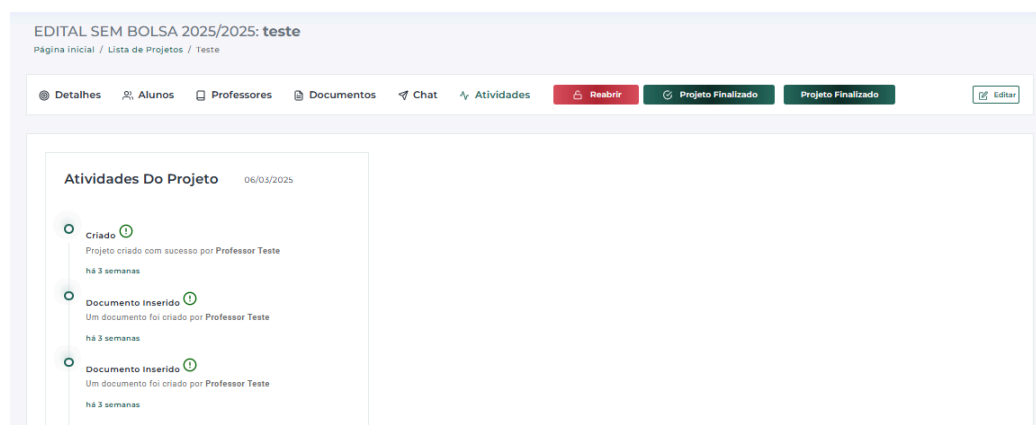 EDITAL SEM BOLSA 2025/2025: teste
Página inicial / Lista de Projetos / Teste
Detalhes Alunos Professores Documentos Chat Atividades Reabrir Projeto Finalizado Projeto Finalizado Editar
Atividades Do Projeto 06/03/2025
Criado
Projeto criado com sucesso por Professor Teste
há 3 semanas
Documento Inserido
Um documento foi criado por Professor Teste
há 3 semanas
Documento Inserido
Um documento foi criado por Professor Teste
há 3 semanas